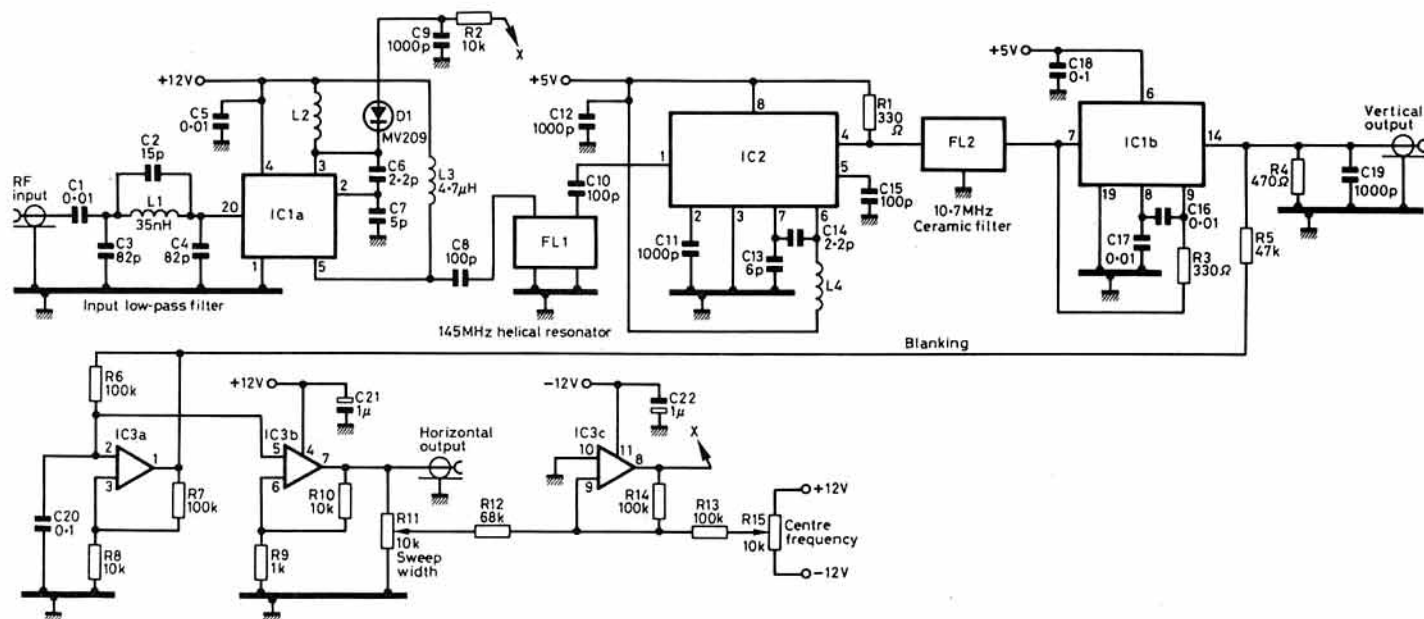 C9
1000p
R2
10k
X
+12V
C5
0.01
L2
D1
MV209
C2
15p
RF
input
C1
0.01
L1
35nH
C3
82p
C4
82p
4
3
20
IC1a
2
1
5
C6
2.2p
C7
5p
L3
4.7µH
C8
100p
FL1
C10
100p
Input low-pass filter
145MHz helical resonator
+5V
C12
1000p
8
R1
330
Ω
1
IC2
4
5
2
3
7
6
C15
100p
C11
1000p
C13
6p
C14
2.2p
L4
FL2
10.7MHz
Ceramic filter
+5V
C18
0.1
6
7
IC1b
14
19
8
9
C16
0.01
C17
0.01
R3
330Ω
Vertical
output
R4
470Ω
C19
1000p
R5
47k
Blanking
R6
100k
IC3a
2
3
1
R7
100k
C20
0.1
R8
10k
+12V
C21
1µ
IC3b
5
4
6
7
Horizontal
output
R10
10k
R9
1k
R11
10k
Sweep
width
R12
68k
-12V
C22
1µ
IC3c
10
11
9
8
X
R14
100k
R13
100k
R15
10k
+12V
Centre
frequency
-12V